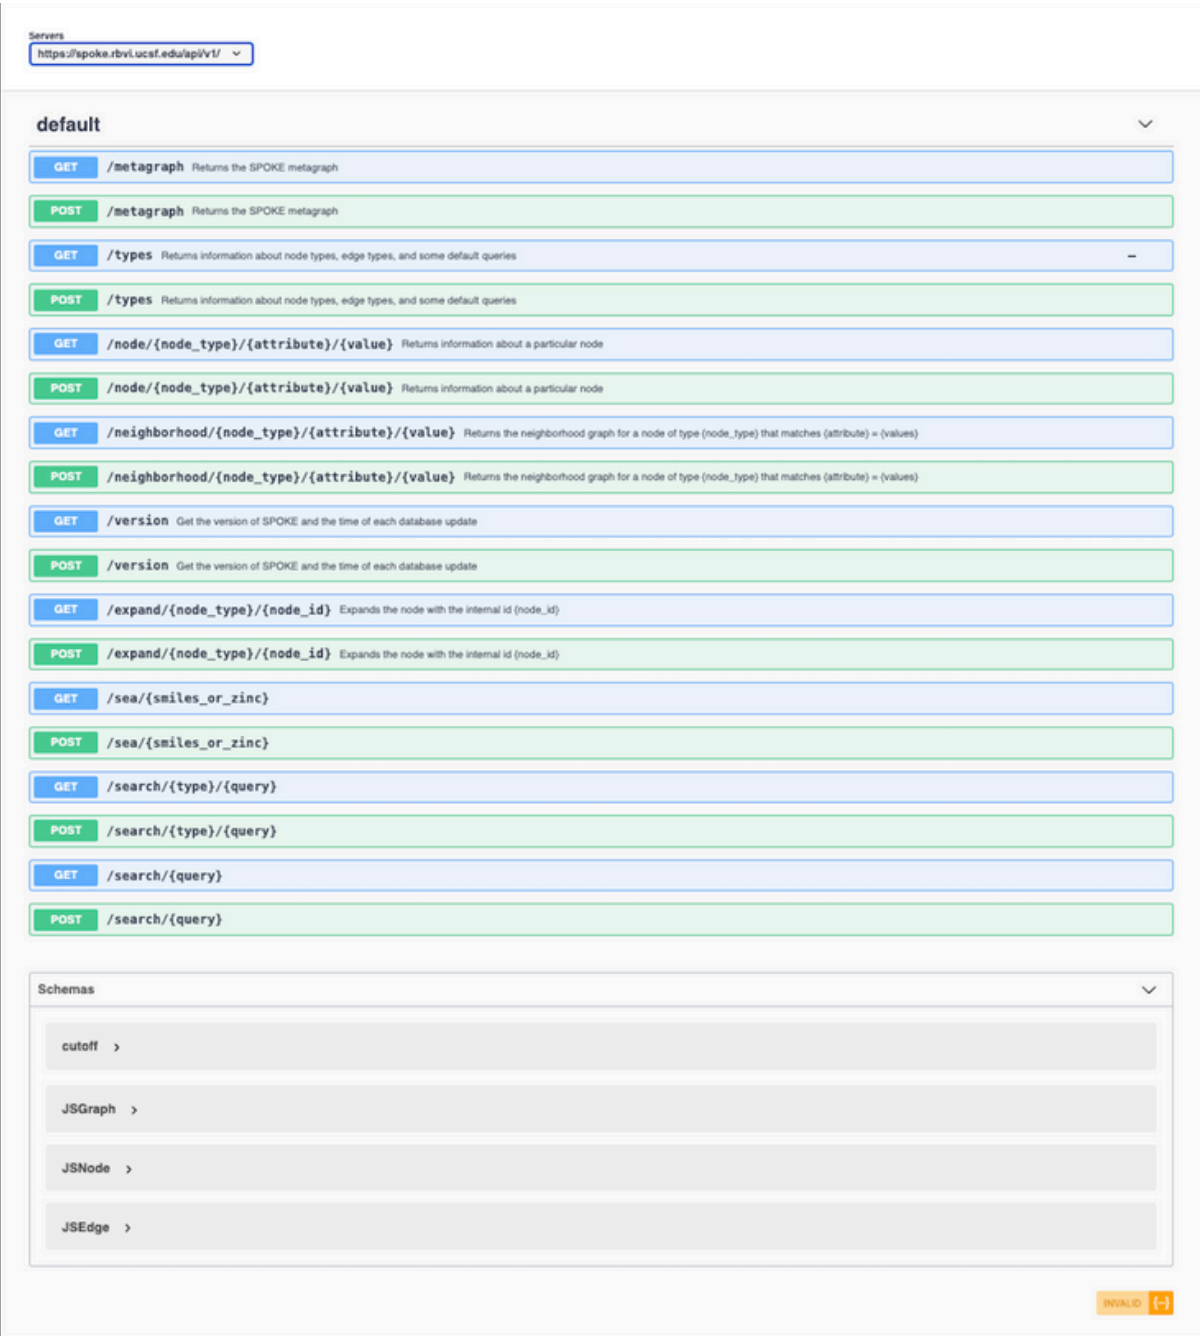 Servers
https://spoke.rbvi.ucsf.edu/api/v1/
default
GET /metagraph Returns the SPOKE metagraph
POST /metagraph Returns the SPOKE metagraph
GET /types Returns information about node types, edge types, and some default queries
POST /types Returns information about node types, edge types, and some default queries
GET /node/{node_type}/{attribute}/{value} Returns information about a particular node
POST /node/{node_type}/{attribute}/{value} Returns information about a particular node
GET /neighborhood/{node_type}/{attribute}/{value} Returns the neighborhood graph for a node of type {node_type} that matches {attribute} = {values}
POST /neighborhood/{node_type}/{attribute}/{value} Returns the neighborhood graph for a node of type {node_type} that matches {attribute} = {values}
GET /version Get the version of SPOKE and the time of each database update
POST /version Get the version of SPOKE and the time of each database update
GET /expand/{node_type}/{node_id} Expands the node with the internal id {node_id}
POST /expand/{node_type}/{node_id} Expands the node with the internal id {node_id}
GET /sea/{smiles_or_zinc}
POST /sea/{smiles_or_zinc}
GET /search/{type}/{query}
POST /search/{type}/{query}
GET /search/{query}
POST /search/{query}
Schemas
cutoff
JSGraph
JSNode
JSEdge
INVALID {-}